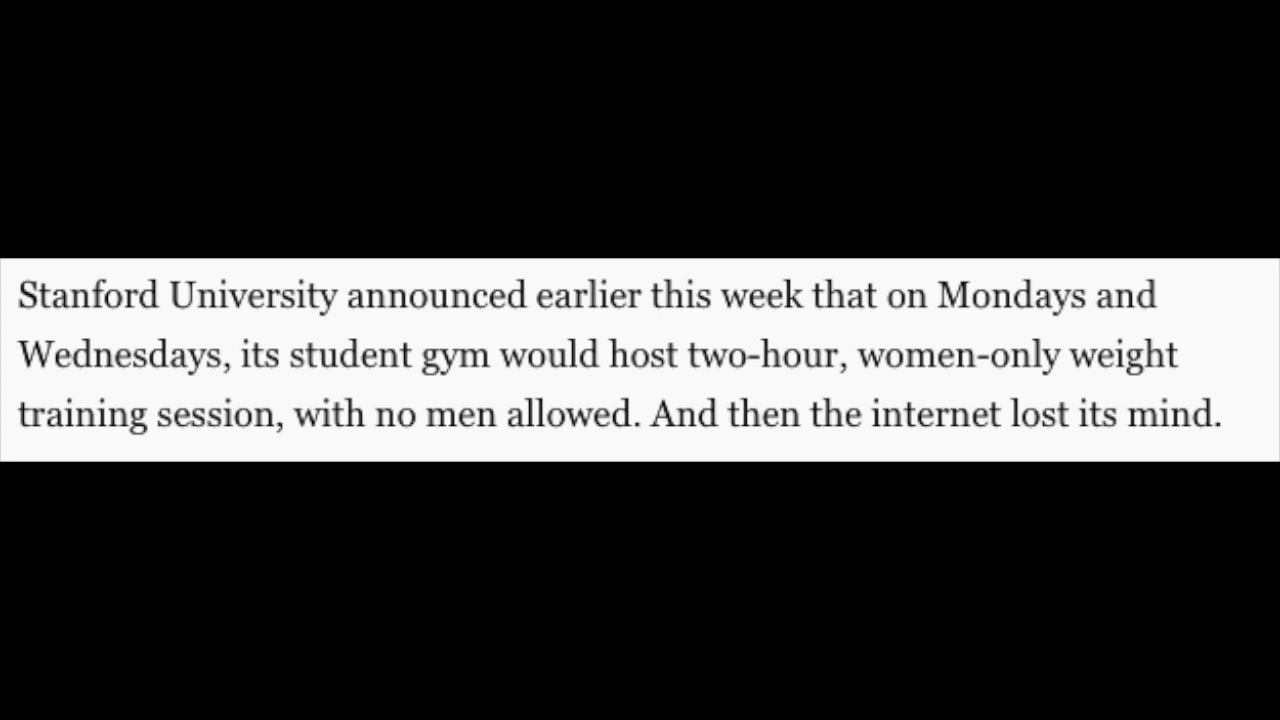 Stanford University announced earlier this week that on Mondays and
Wednesdays, its student gym would host two-hour, women-only weight
training session, with no men allowed. And then the internet lost its mind.